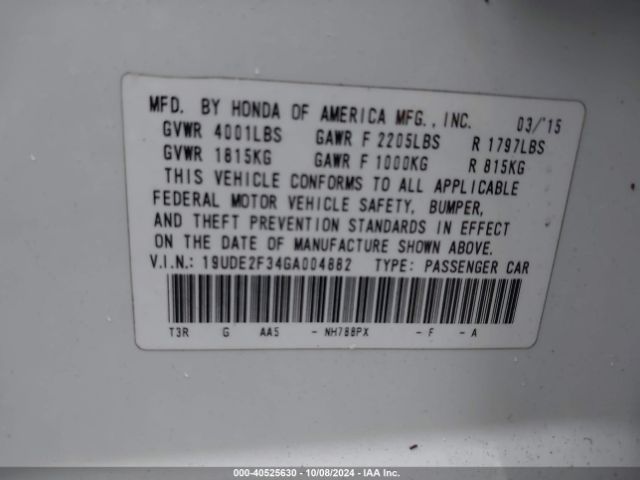 MFD. BY HONDA OF AMERICA MFG., INC. 03/'15
GVWR 4001LBS GAWR F 2205LBS R 1797LBS
GVWR 1815KG GAWR F 1000KG R 815KG
THIS VEHICLE CONFORMS TO ALL APPLICABLE
FEDERAL MOTOR VEHICLE SAFETY, BUMPER,
AND THEFT PREVENTION STANDARDS IN EFFECT
ON THE DATE OF MANUFACTURE SHOWN ABOVE.
V.I.N.: 19UDE2F34GA004882 TYPE: PASSENGER CAR
T3R G AA5 - NH788PX - F - A
000-40525630 - 10/08/2024 - IAA Inc.